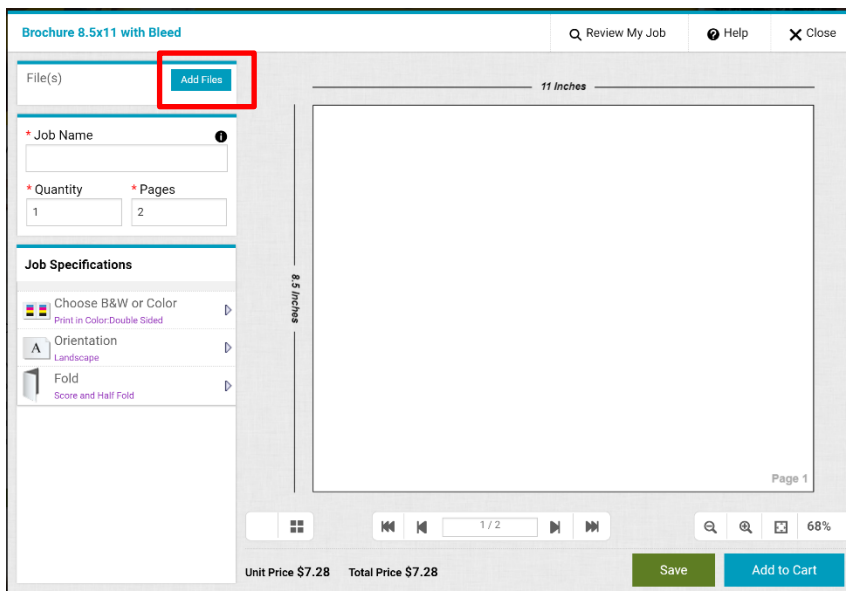 Brochure 8.5x11 with Bleed
Review My Job
Help
Close
File(s)
Add Files
* Job Name
* Quantity
* Pages
1
2
Job Specifications
Choose B&W or Color
Print in Color:Double Sided
A
Orientation
Landscape
Fold
Score and Half Fold
11 Inches
8.5 Inches
Page 1
1 / 2
68%
Unit Price $7.28 Total Price $7.28
Save
Add to Cart